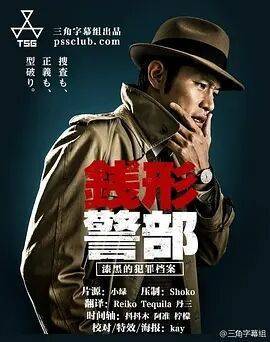 TSG
三角字幕組出品
pssclub.com
捜査も、
正義も、
型破り。
銭形
警部
漆黑的犯罪档案
片源：小绿　压制：Shoko
翻译：Reiko Tequila 丹三
时间轴：抖抖木 阿准 柠檬
校对/特效/海报：kay
@三角字幕组